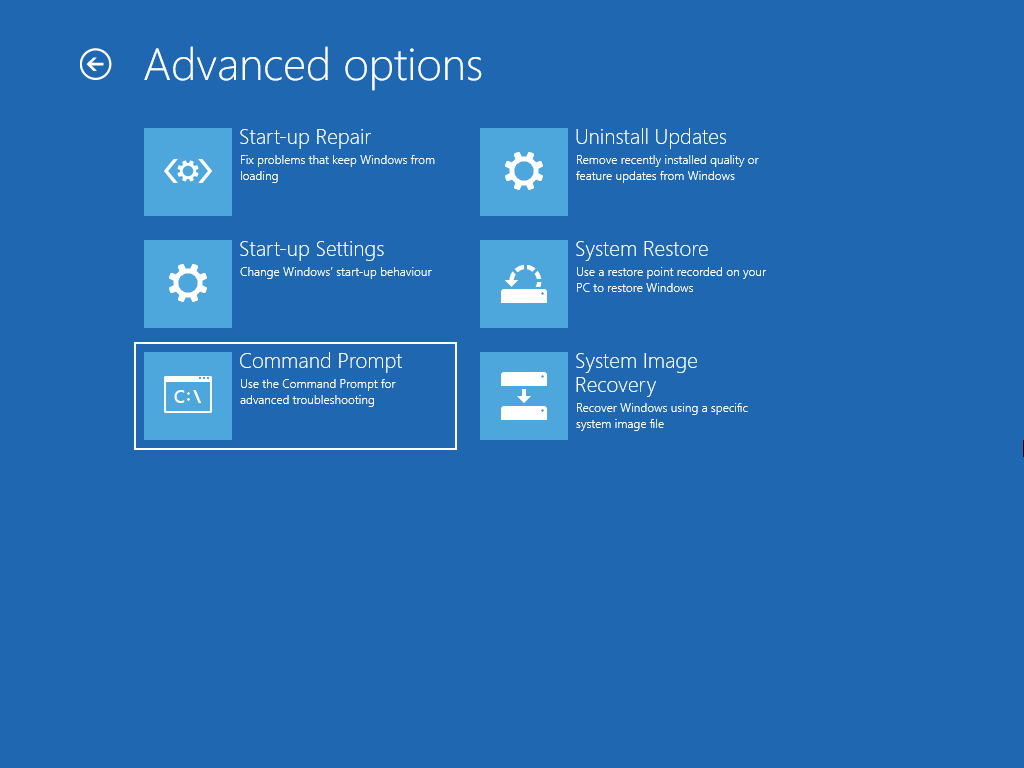 Advanced options
Start-up Repair
Fix problems that keep Windows from
loading
Uninstall Updates
Remove recently installed quality or
feature updates from Windows
Start-up Settings
Change Windows' start-up behaviour
System Restore
Use a restore point recorded on your
PC to restore Windows
C:\
Command Prompt
Use the Command Prompt for
advanced troubleshooting
System Image
Recovery
Recover Windows using a specific
system image file